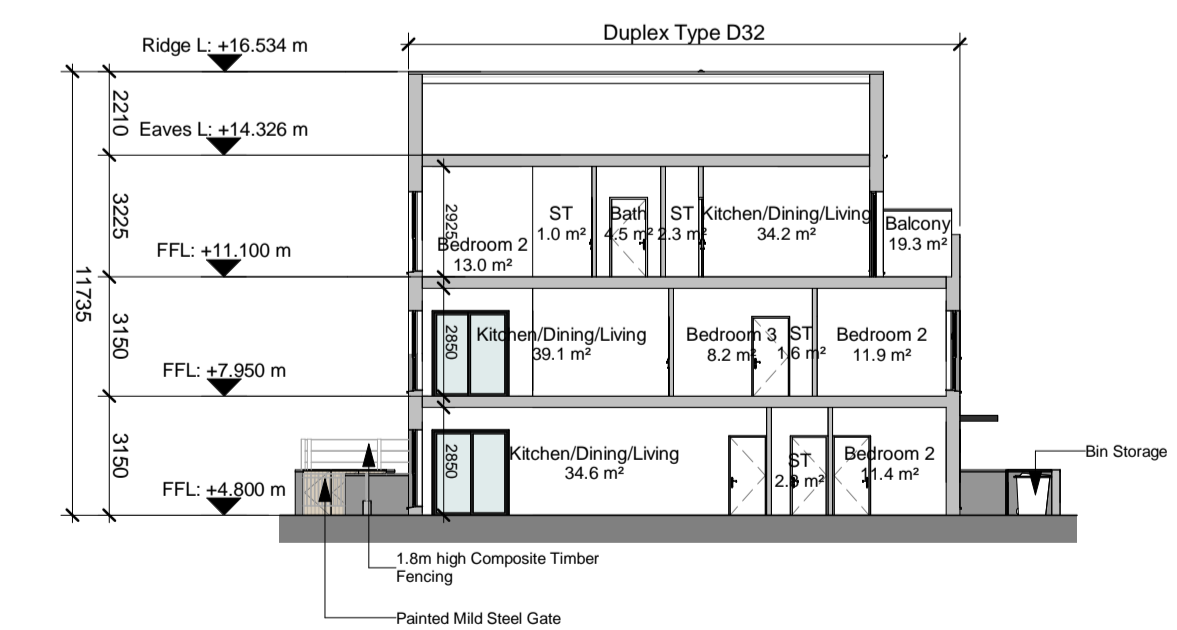 Duplex Type D32
Ridge L: +16.534 m
2210
Eaves L: +14.326 m
3225
2925
Bedroom 2
13.0 m²
ST
1.0 m²
Bath
4.5 m²
ST
2.3 m²
Kitchen/Dining/Living
34.2 m²
Balcony
19.3 m²
FFL: +11.100 m
11735
3150
2850
Kitchen/Dining/Living
39.1 m²
Bedroom 3
8.2 m²
ST
1.6 m²
Bedroom 2
11.9 m²
FFL: +7.950 m
3150
2850
Kitchen/Dining/Living
34.6 m²
ST
m²
Bedroom 2
11.4 m²
Bin Storage
FFL: +4.800 m
1.8m high Composite Timber
Fencing
Painted Mild Steel Gate